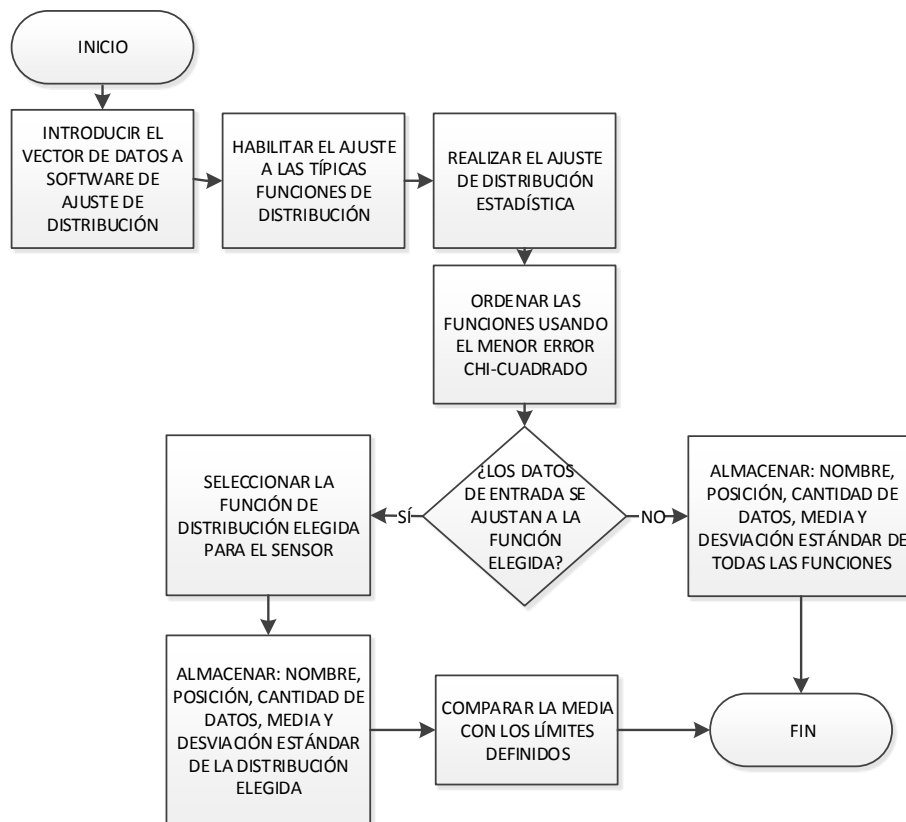 INICIO
INTRODUCIR EL
VECTOR DE DATOS A
SOFTWARE DE
AJUSTE DE
DISTRIBUCIÓN
HABILITAR EL AJUSTE
A LAS TÍPICAS
FUNCIONES DE
DISTRIBUCIÓN
REALIZAR EL AJUSTE
DE DISTRIBUCIÓN
ESTADÍSTICA
ORDENAR LAS
FUNCIONES USANDO
EL MENOR ERROR
CHI-CUADRADO
¿LOS DATOS
DE ENTRADA SE
AJUSTAN A LA
FUNCIÓN
ELEGIDA?
SÍ
NO
SELECCIONAR LA
FUNCIÓN DE
DISTRIBUCIÓN ELEGIDA
PARA EL SENSOR
ALMACENAR: NOMBRE,
POSICIÓN, CANTIDAD DE
DATOS, MEDIA Y
DESVIACIÓN ESTÁNDAR DE
TODAS LAS FUNCIONES
ALMACENAR: NOMBRE,
POSICIÓN, CANTIDAD DE
DATOS, MEDIA Y
DESVIACIÓN ESTÁNDAR
DE LA DISTRIBUCIÓN
ELEGIDA
COMPARAR LA MEDIA
CON LOS LÍMITES
DEFINIDOS
FIN